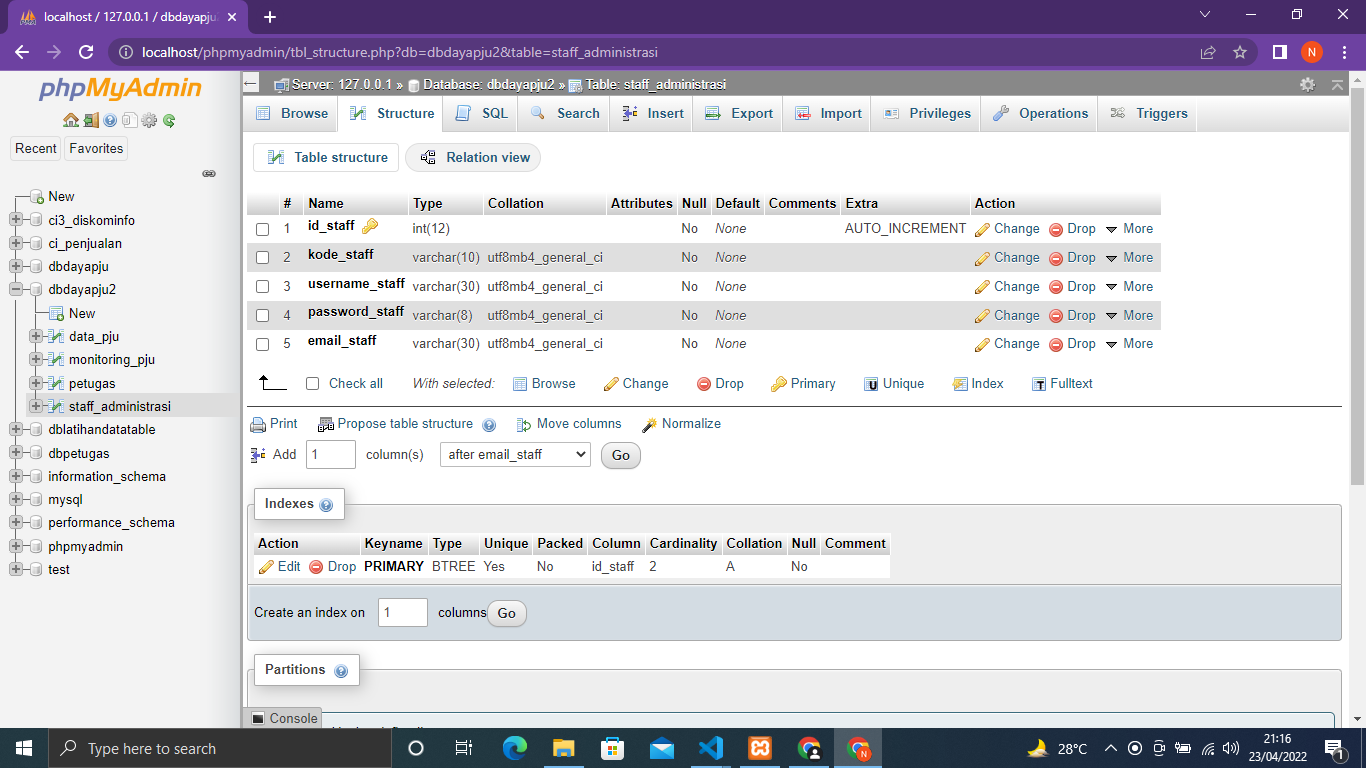 localhost / 127.0.0.1 / dbdayapju2
localhost/phpmyadmin/tbl_structure.php?db=dbdayapju2&table=staff_administrasi
N
phpMyAdmin
Recent Favorites
New
ci3_diskominfo
ci_penjualan
dbdayapju
dbdayapju2
New
data_pju
monitoring_pju
petugas
staff_administrasi
dblatihandatatable
dbpetugas
information_schema
mysql
performance_schema
phpmyadmin
test
Server: 127.0.0.1 » Database: dbdayapju2 » Table: staff_administrasi
Browse Structure SQL Search Insert Export Import Privileges Operations Triggers
Table structure Relation view
# Name Type Collation Attributes Null Default Comments Extra Action
1 id_staff int(12) No None AUTO_INCREMENT Change Drop More
2 kode_staff varchar(10) utf8mb4_general_ci No None Change Drop More
3 username_staff varchar(30) utf8mb4_general_ci No None Change Drop More
4 password_staff varchar(8) utf8mb4_general_ci No None Change Drop More
5 email_staff varchar(30) utf8mb4_general_ci No None Change Drop More
Check all With selected: Browse Change Drop Primary Unique Index Fulltext
Print Propose table structure Move columns Normalize
Add 1 column(s) after email_staff Go
Indexes
Action Keyname Type Unique Packed Column Cardinality Collation Null Comment
Edit Drop PRIMARY BTREE Yes No id_staff 2 A No
Create an index on 1 columns Go
Partitions
Console
Type here to search
28°C
21:16
23/04/2022
1